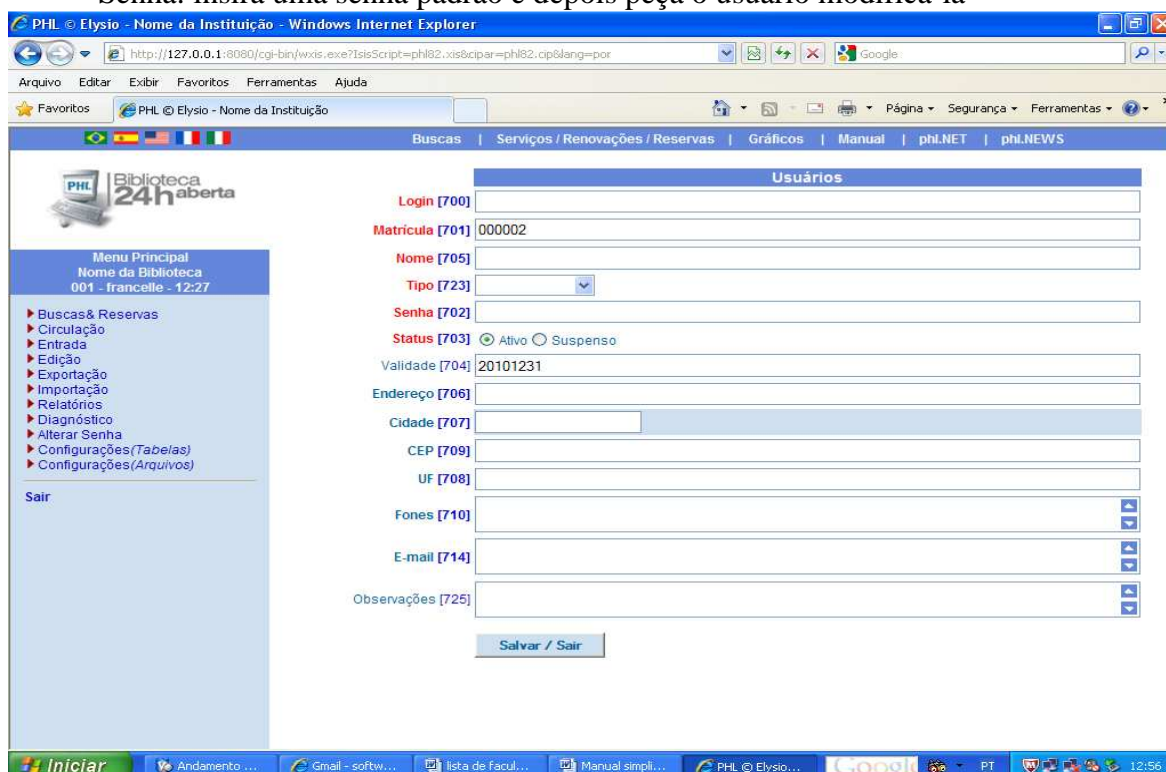 Senha: insira uma senha padrão e depois peça o usuário modificá-la
PHL © Elysio - Nome da Instituição - Windows Internet Explorer
http://127.0.0.1:8080/cgi-bin/wxis.exe?IsisScript=phl82.xis&cipar=phl82.cip&lang=por
Google
Arquivo Editar Exibir Favoritos Ferramentas Ajuda
Favoritos PHL © Elysio - Nome da Instituição Página Segurança Ferramentas
Buscas | Serviços / Renovações / Reservas | Gráficos | Manual | phl.NET | phl.NEWS
PHL Biblioteca
24h aberta
Menu Principal
Nome da Biblioteca
001 - francelle - 12:27
Buscas& Reservas
Circulação
Entrada
Edição
Exportação
Importação
Relatórios
Diagnóstico
Alterar Senha
Configurações(Tabelas)
Configurações(Arquivos)
Sair
Usuários
Login [700]
Matrícula [701] 000002
Nome [705]
Tipo [723]
Senha [702]
Status [703] Ativo Suspenso
Validade [704] 20101231
Endereço [706]
Cidade [707]
CEP [709]
UF [708]
Fones [710]
E-mail [714]
Observações [725]
Salvar / Sair
Iniciar Andamento ... Gmail - softw... lista de facul... Manual simpli... PHL © Elysio... Google PT 12:56